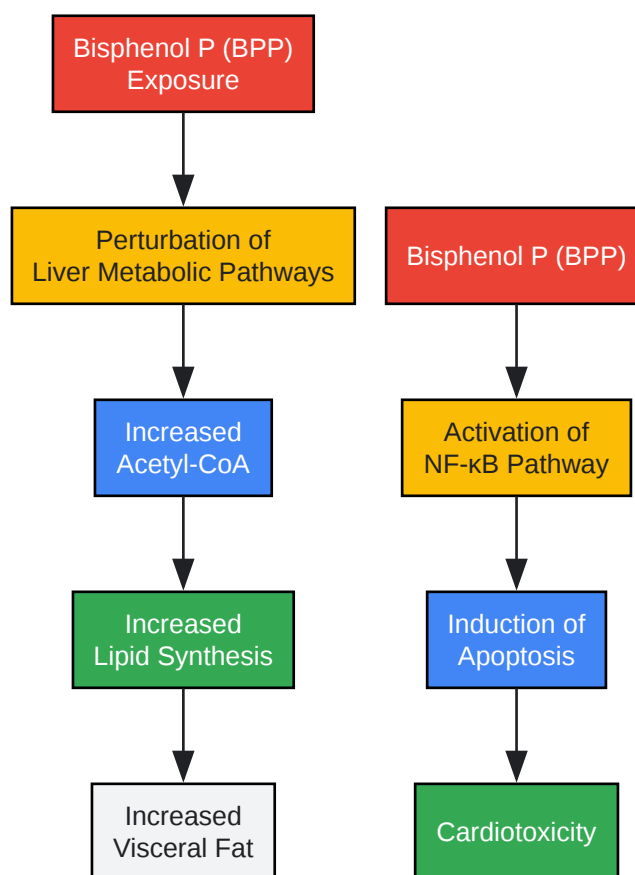 Bisphenol P (BPP)
Exposure
Perturbation of
Liver Metabolic Pathways
Increased
Acetyl-CoA
Increased
Lipid Synthesis
Increased
Visceral Fat
Bisphenol P (BPP)
Activation of
NF-κB Pathway
Induction of
Apoptosis
Cardiotoxicity